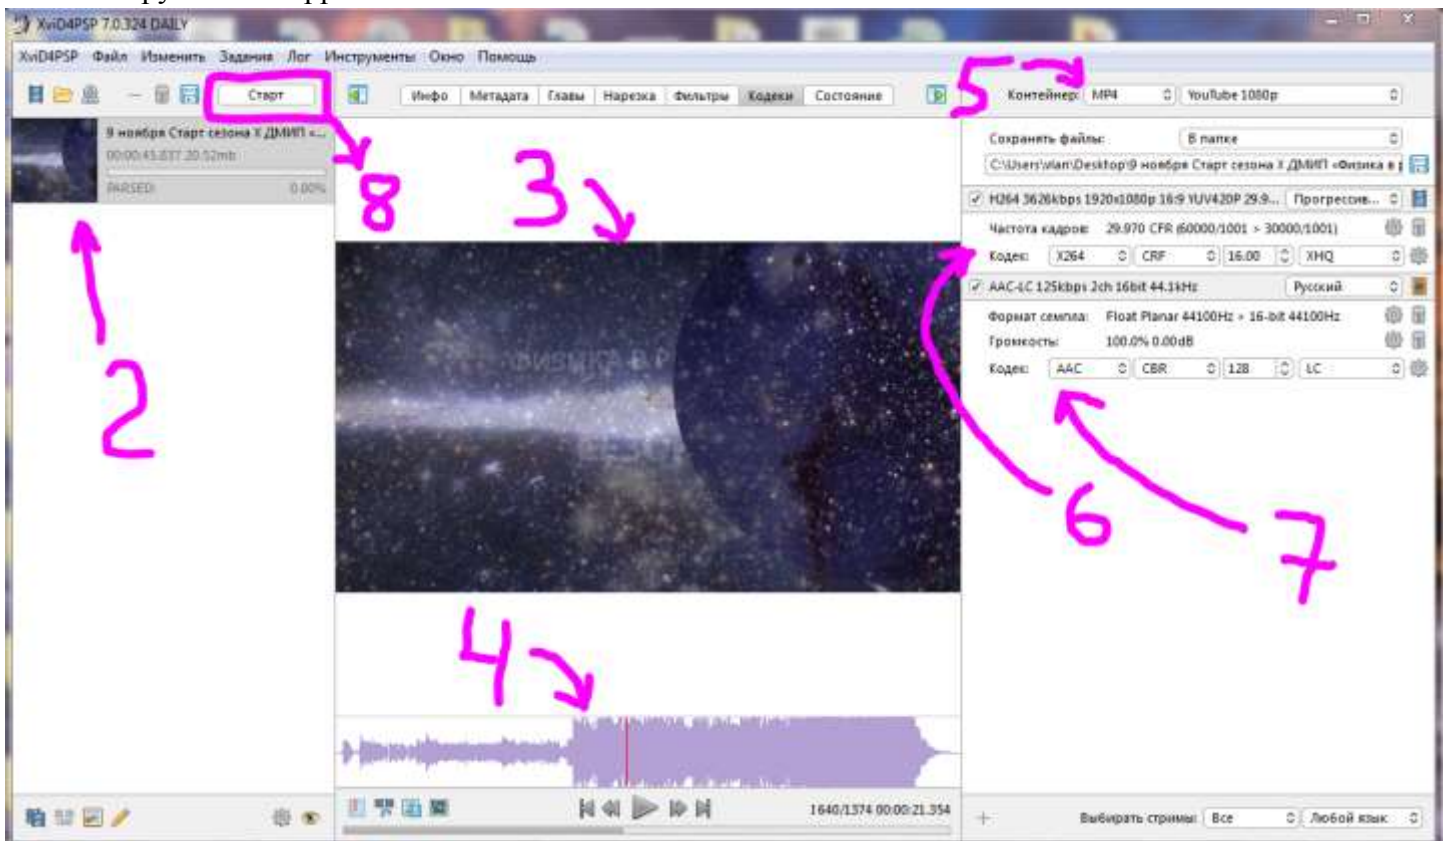 XviD4PSP 7.0.324 DAILY
XviD4PSP Файл Изменить Задания Лог Инструменты Окно Помощь
Старт
Инфо Метадата Главы Нарезка Фильтры Кодеки Состояние
5
Контейнер: MP4 YouTube 1080p
9 ноября Старт сезона X ДМИП «...
00:00:45.837 20.52mb
PARSED: 0.00%
8
3
2
Сохранять файлы: В папке
C:\Users\vlam\Desktop\9 ноября Старт сезона X ДМИП «Физика в р
H264 3626kbps 1920x1080p 16:9 YUV420P 29.9... Прогрессив...
Частота кадров: 29.970 CFR (60000/1001 > 30000/1001)
Кодек: X264 CRF 16.00 XHQ
AAC-LC 125kbps 2ch 16bit 44.1kHz Русский
Формат семпла: Float Planar 44100Hz > 16-bit 44100Hz
Громкость: 100.0% 0.00dB
Кодек: AAC CBR 128 LC
ФИЗИКА В Р
6
7
4
1640/1374 00:00:21.354
Выбирать стримы: Все Любой язык